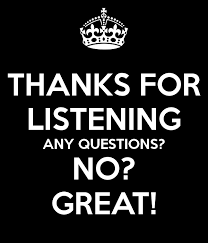 THANKS FOR
LISTENING
ANY QUESTIONS?
NO?
GREAT!